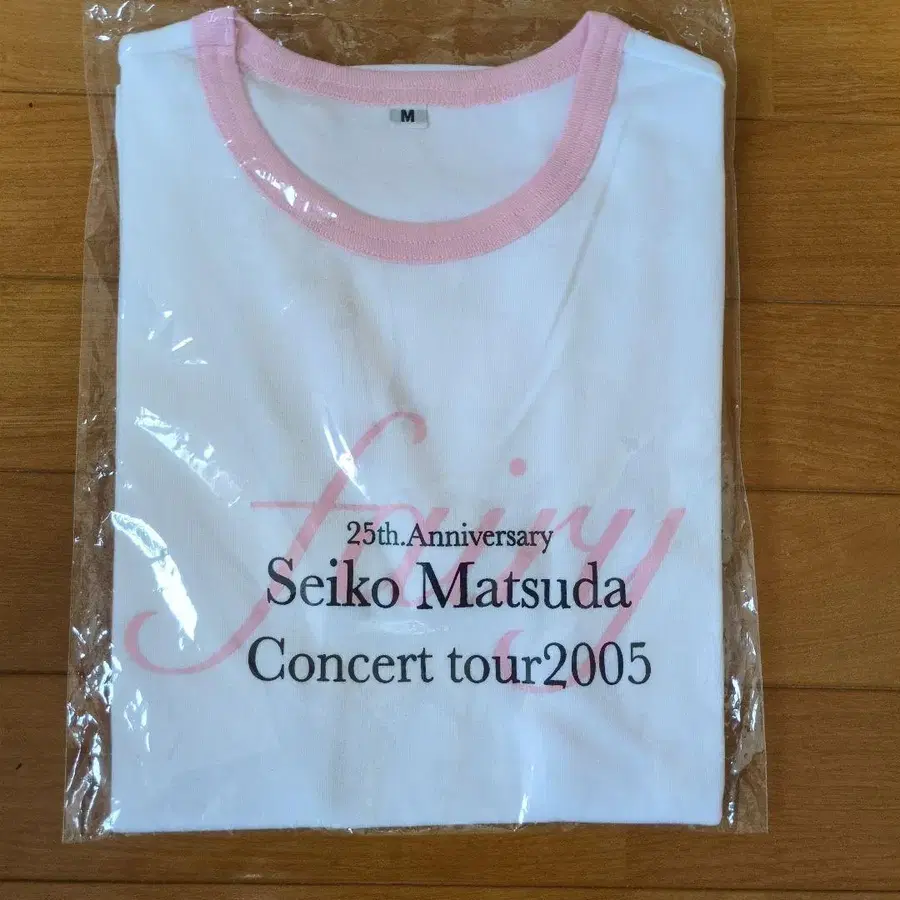 M
fairy
25th.Anniversary
Seiko Matsuda
Concert tour2005